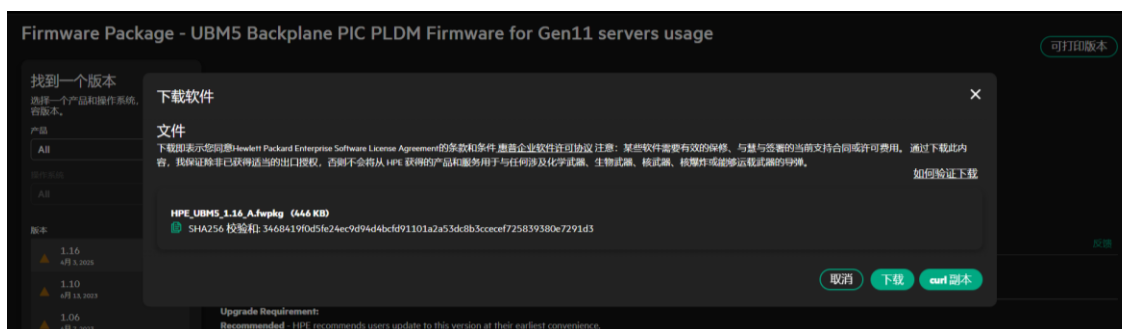 Firmware Package - UBM5 Backplane PIC PLDM Firmware for Gen11 servers usage
可打印版本
找到一个版本
选择一个产品和操作系统,
容版本。
产品
All
操作系统
All
版本
1.16
4月 3, 2025
1.10
6月 13, 2023
1.06
下载软件
文件
下载即表示您同意Hewlett Packard Enterprise Software License Agreement的条款和条件 惠普企业软件许可协议 注意:某些软件需要有效的保修、与慧与签署的当前支持合同或许可费用。 通过下载此内
容,我保证除非已获得适当的出口授权,否则不会将从 HPE 获得的产品和服务用于与任何涉及化学武器、生物武器、核武器、核爆炸或能够运载武器的导弹。
如何验证下载
HPE_UBM5_1.16_A.fwpkg (446 KB)
SHA256 校验和: 3468419f0d5fe24ec9d94d4bcfd91101a2a53dc8b3ccecef725839380e7291d3
反馈
取消
下载
curl 副本
Upgrade Requirement:
Recommended - HPE recommends users update to this version at their earliest convenience.